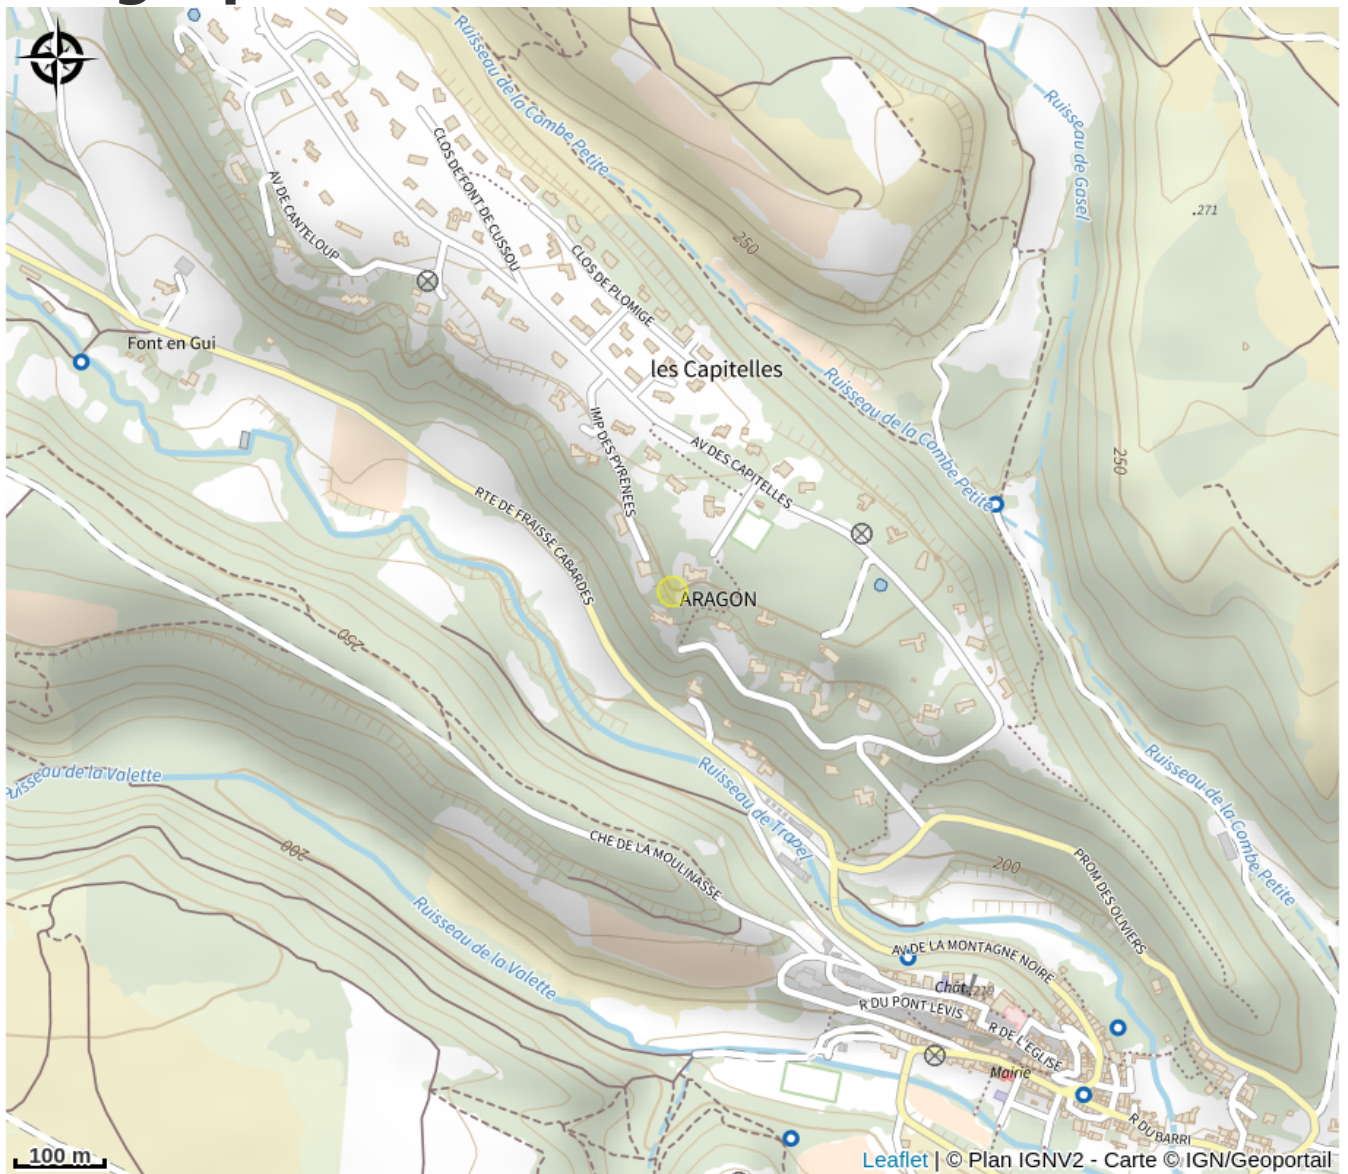 Ruisseau de la Combe Petite
Ruisseau de Gasel
CLOS DE FONT DE CUSSOU
AV DE CANTELOUP
.271
250
CLOS DE PLOMIGE
Font en Gui
les Capitelles
Ruisseau de la Combe Petite
IMP DES PYRENEES
AV DES CAPITELLES
250
RTE DE FRAISSE CABARDES
ARAGON
250
Ruisseau de la Valette
Ruisseau de Trapel
Ruisseau de la Combe Petite
CHE DE LA MOULINASSE
200
200
PROM DES OLIVIERS
Ruisseau de la Valette
AV DE LA MONTAGNE NOIRE
Chât.
R DU PONT LEVIS
R DE L'EGLISE
Mairie
R DU BARRI
100 m
Leaflet | © Plan IGNV2 - Carte © IGN/Geoportail